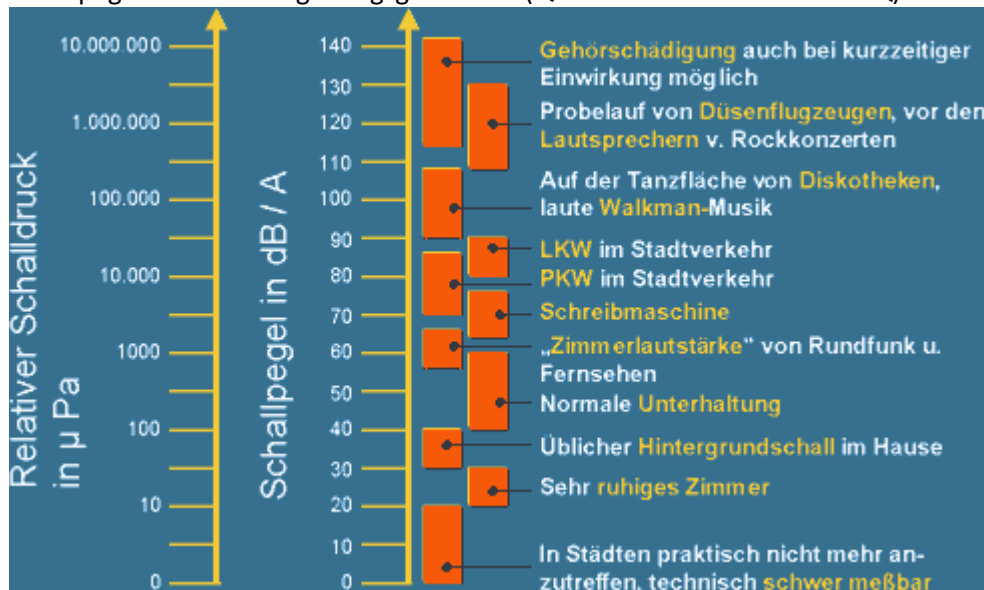 Relativer Schalldruck
in µ Pa
10.000.000
1.000.000
100.000
10.000
1000
100
10
0
Schallpegel in dB / A
140
130
120
110
100
90
80
70
60
50
40
30
20
10
0
Gehörschädigung auch bei kurzzeitiger
Einwirkung möglich
Probelauf von Düsenflugzeugen, vor den
Lautsprechern v. Rockkonzerten
Auf der Tanzfläche von Diskotheken,
laute Walkman-Musik
LKW im Stadtverkehr
PKW im Stadtverkehr
Schreibmaschine
„Zimmerlautstärke“ von Rundfunk u.
Fernsehen
Normale Unterhaltung
Üblicher Hintergrundschall im Hause
Sehr ruhiges Zimmer
In Städten praktisch nicht mehr an-
zutreffen, technisch schwer meßbar